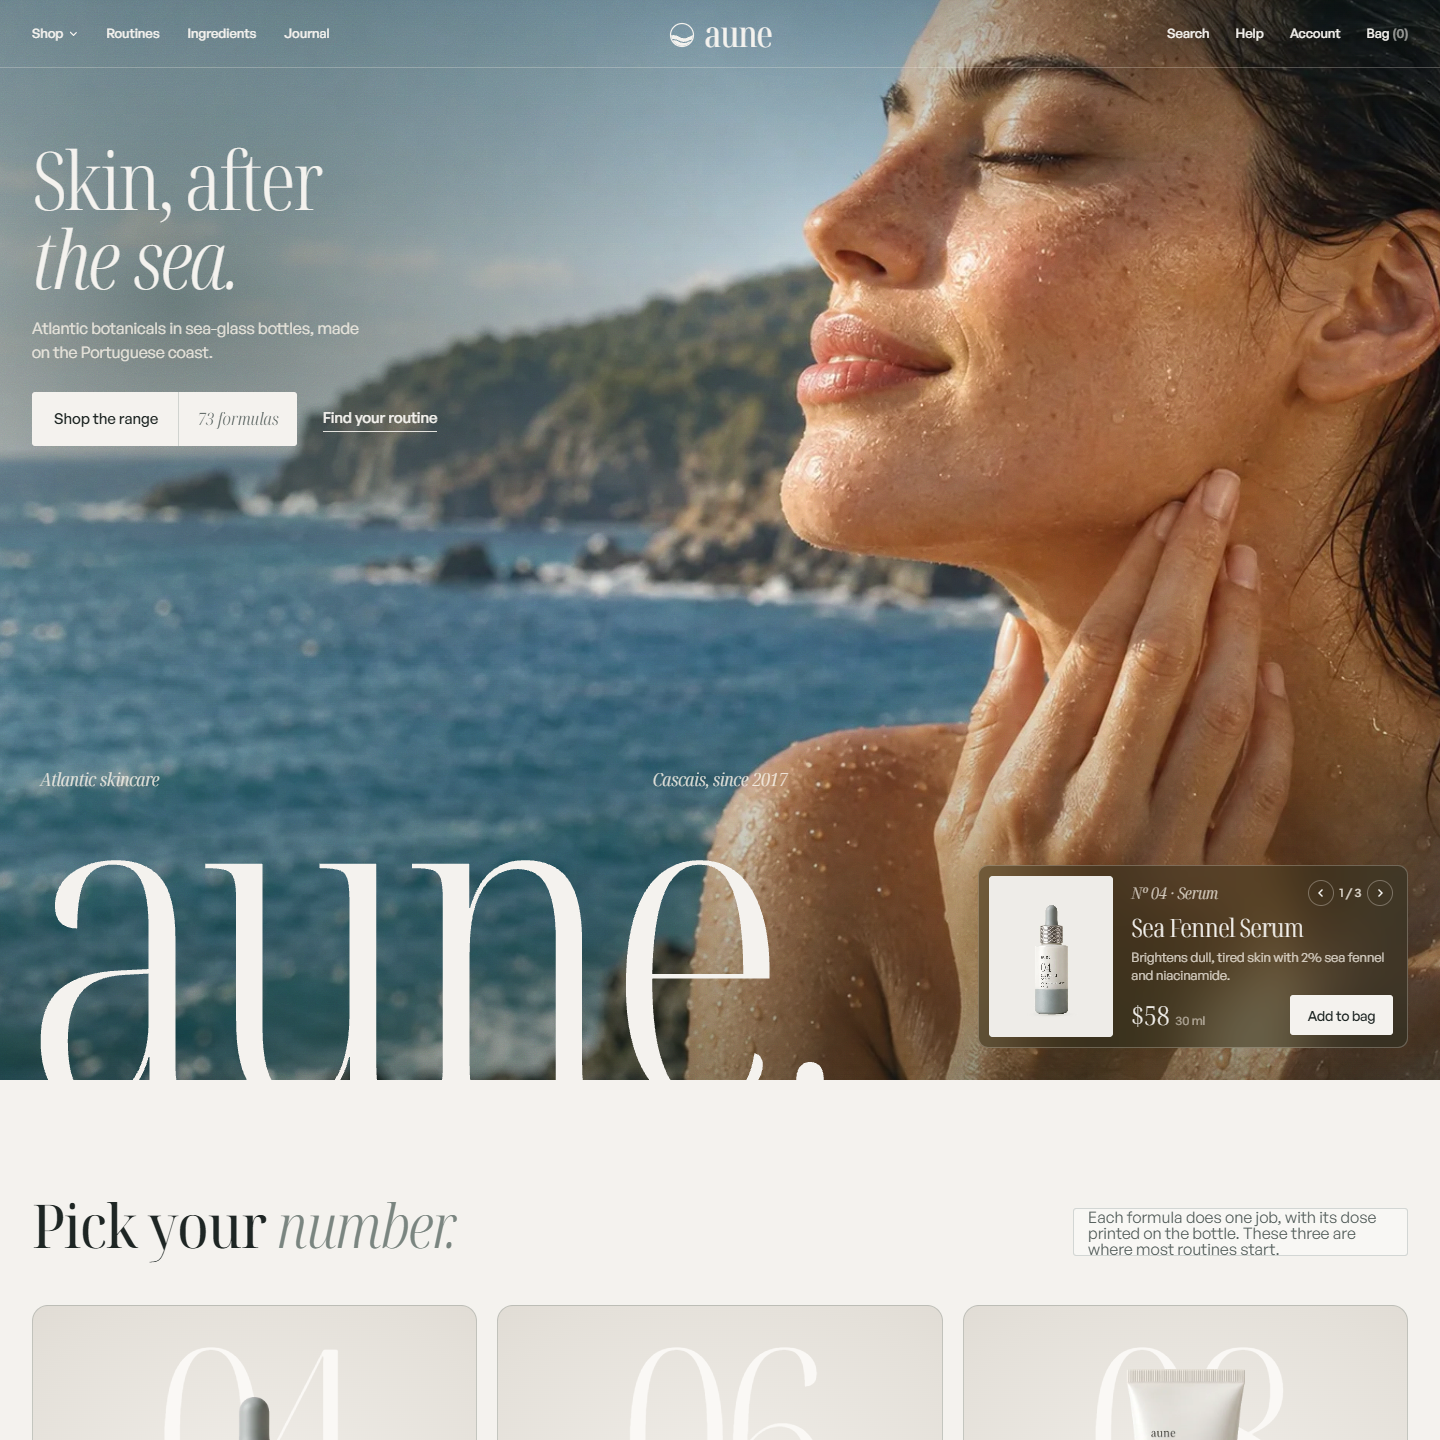 Shop
Routines
Ingredients
Journal
aune
Search
Help
Account
Bag (0)
Skin, after
the sea.
Atlantic botanicals in sea-glass bottles, made
on the Portuguese coast.
Shop the range
73 formulas
Find your routine
Atlantic skincare
Cascais, since 2017
aune.
Nº 04 · Serum
1 / 3
Sea Fennel Serum
Brightens dull, tired skin with 2% sea fennel
and niacinamide.
$58 30 ml
Add to bag
04
Pick your number.
Each formula does one job, with its dose
printed on the bottle. These three are
where most routines start.
04
06
03
aune